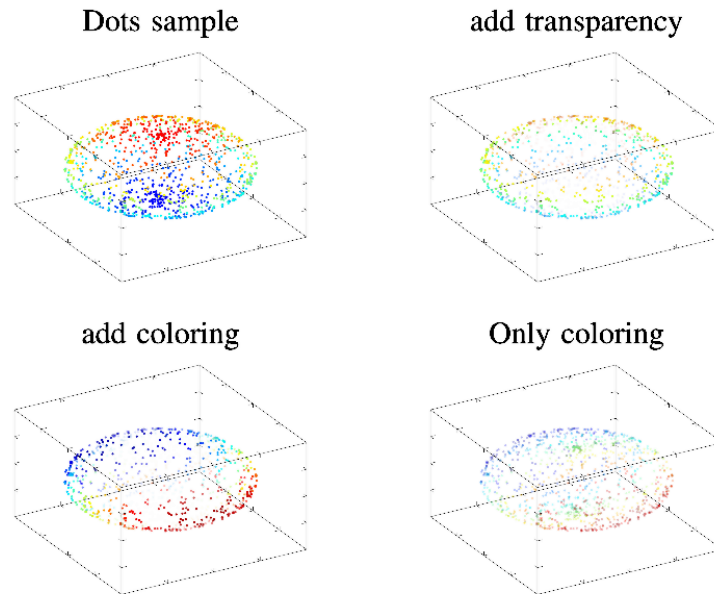 Dots sample
add transparency
add coloring
Only coloring